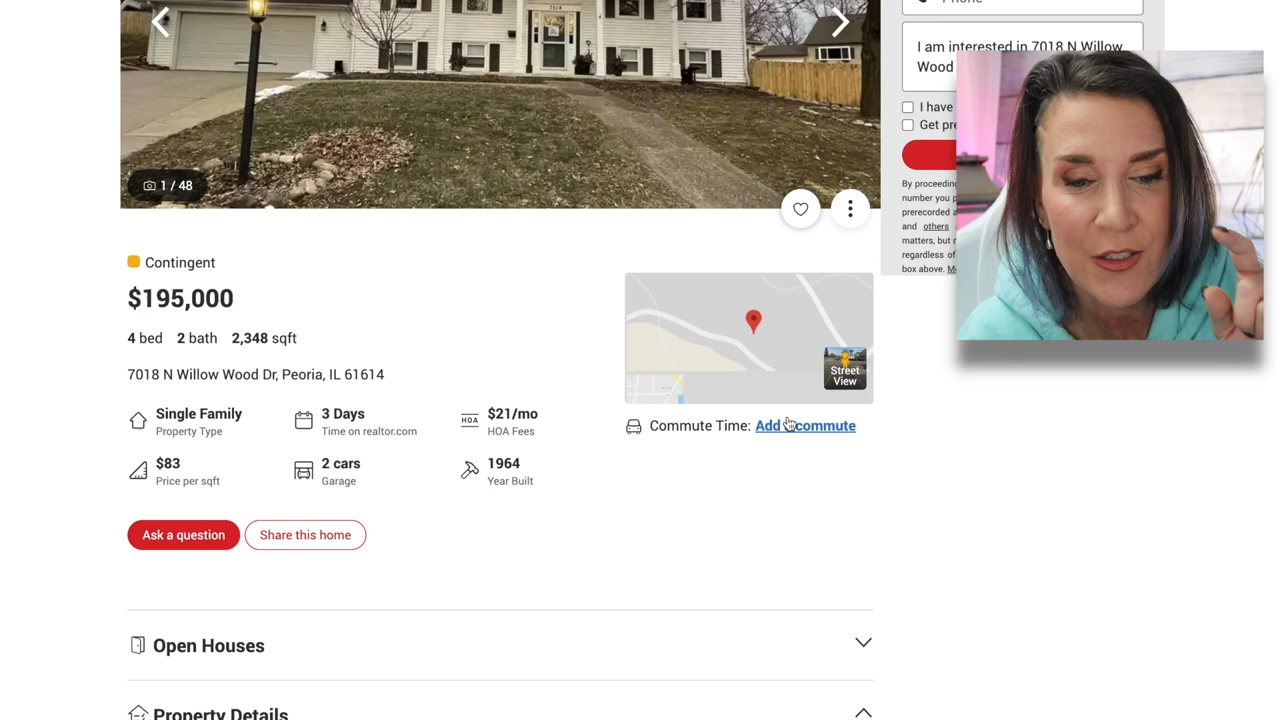 Phone
7018
I am interested in 7018 N Willow
Wood
1 / 48
I have
Get pre
By proceeding
number you p
prerecorded a
and others
matters, but n
regardless of
box above.
Contingent
$195,000
4 bed 2 bath 2,348 sqft
Street
View
7018 N Willow Wood Dr, Peoria, IL 61614
Single Family
Property Type
3 Days
Time on realtor.com
HOA
$21/mo
HOA Fees
Commute Time: Add commute
$83
Price per sqft
2 cars
Garage
1964
Year Built
Ask a question
Share this home
Open Houses
Property Details